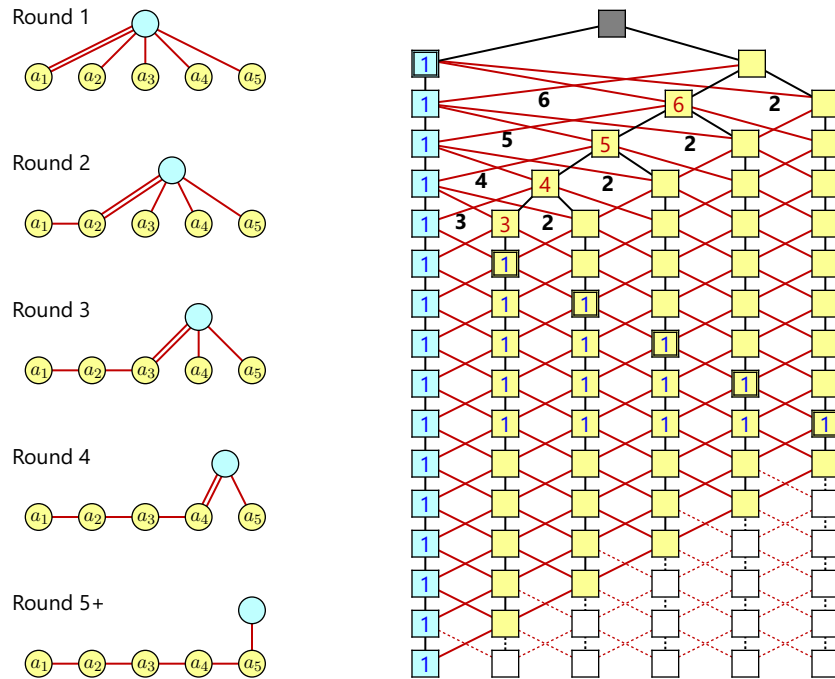 Round 1
a1 a2 a3 a4 a5
Round 2
a1 a2 a3 a4 a5
Round 3
a1 a2 a3 a4 a5
Round 4
a1 a2 a3 a4 a5
Round 5+
a1 a2 a3 a4 a5
1
1 6 6 2
1 5 5 2
1 4 4 2
1 3 3 2
1 1
1 1 1
1 1 1 1
1 1 1 1 1
1 1 1 1 1 1
1
1
1
1
1
1